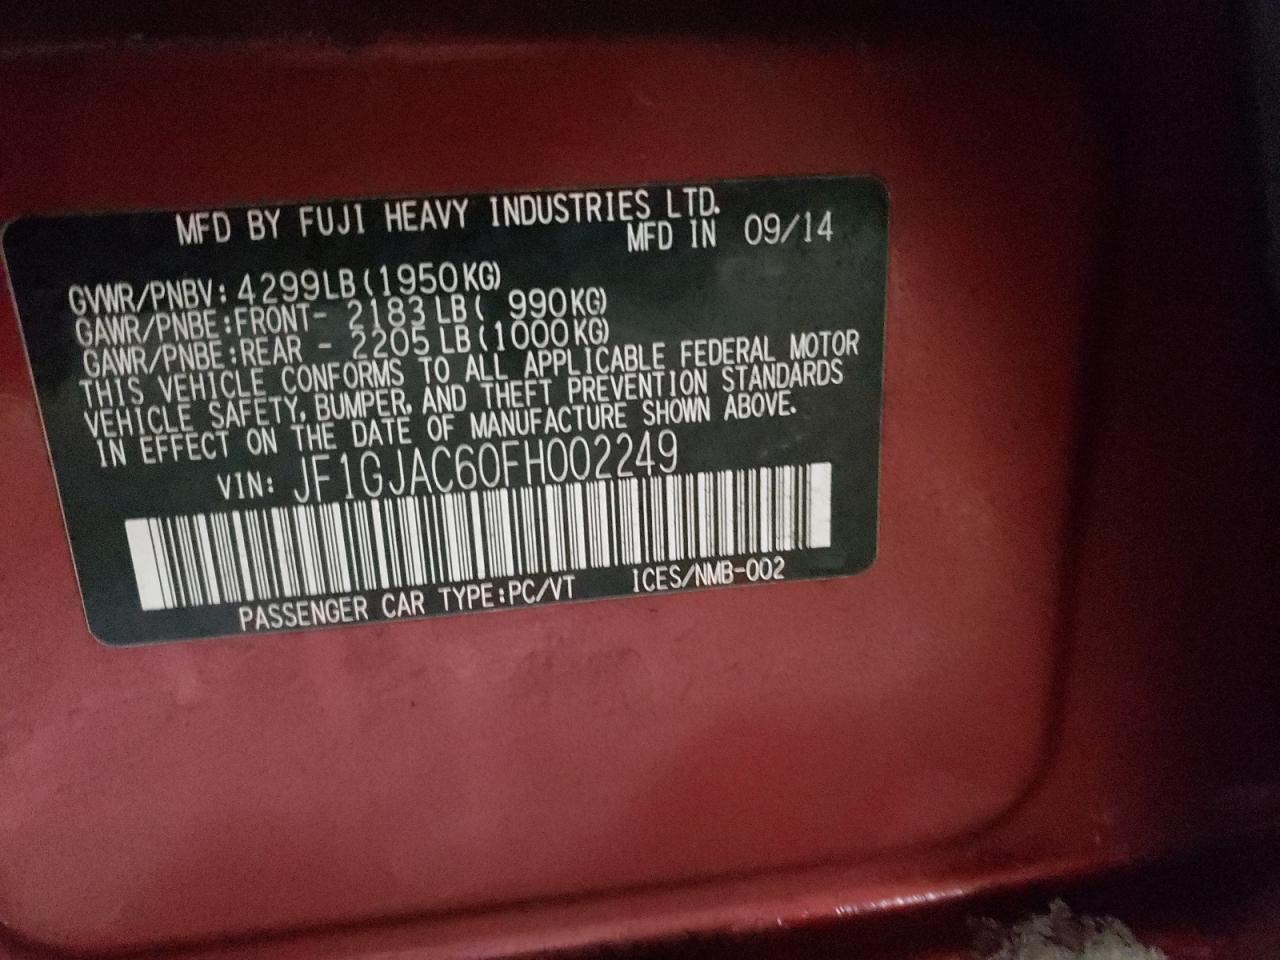 MFD BY FUJI HEAVY INDUSTRIES LTD.
MFD IN 09/14
GVWR/PNBV: 4299LB (1950KG)
GAWR/PNBE:FRONT- 2183 LB ( 990KG)
GAWR/PNBE:REAR - 2205 LB (1000KG)
THIS VEHICLE CONFORMS TO ALL APPLICABLE FEDERAL MOTOR
VEHICLE SAFETY, BUMPER, AND THEFT PREVENTION STANDARDS
IN EFFECT ON THE DATE OF MANUFACTURE SHOWN ABOVE.
VIN: JF1GJAC60FH002249
PASSENGER CAR TYPE:PC/VT ICES/NMB-002